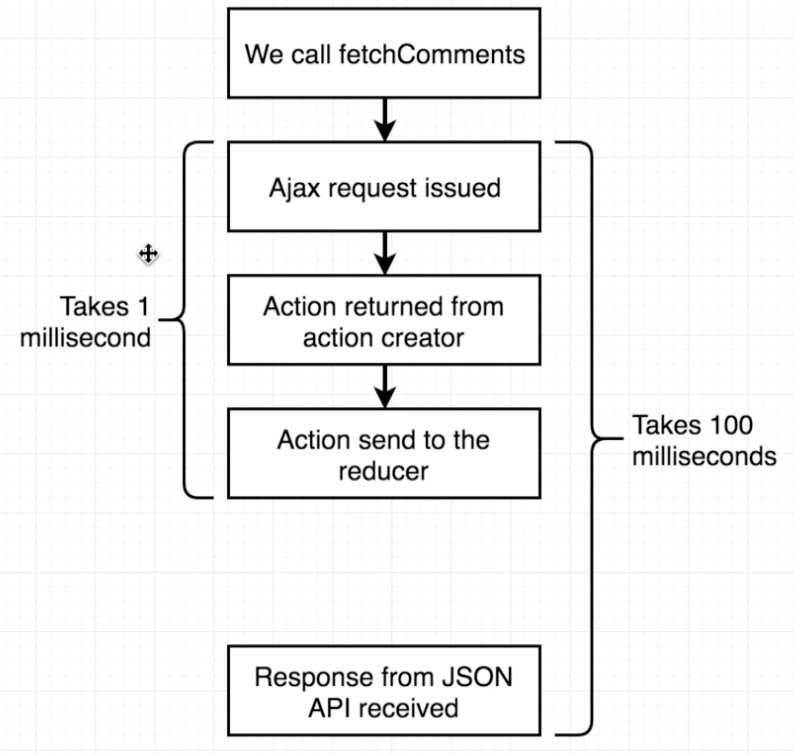 We call fetchComments
Ajax request issued
Takes 1
millisecond
Action returned from
action creator
Action send to the
reducer
Takes 100
milliseconds
Response from JSON
API received